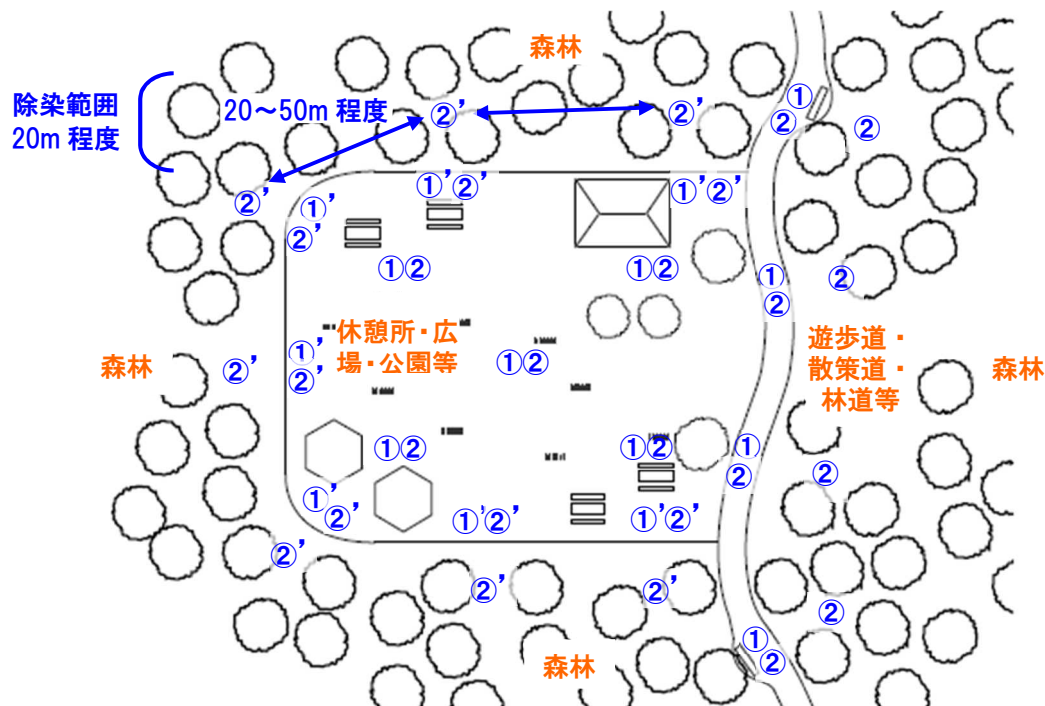 森林
除染範囲
20m 程度
20～50m 程度
②’
②’
①
②
②
②’
①’②’
①’②’
①’
②’
①②
①②
①
②
②
休憩所・広
場・公園等
①’
②’
①②
遊歩道・
散策道・
林道等
森林
②’
森林
①②
①②
①
②
②
①’
②’
①’②’
①’②’
②’
②’
②’
②
①
②
森林